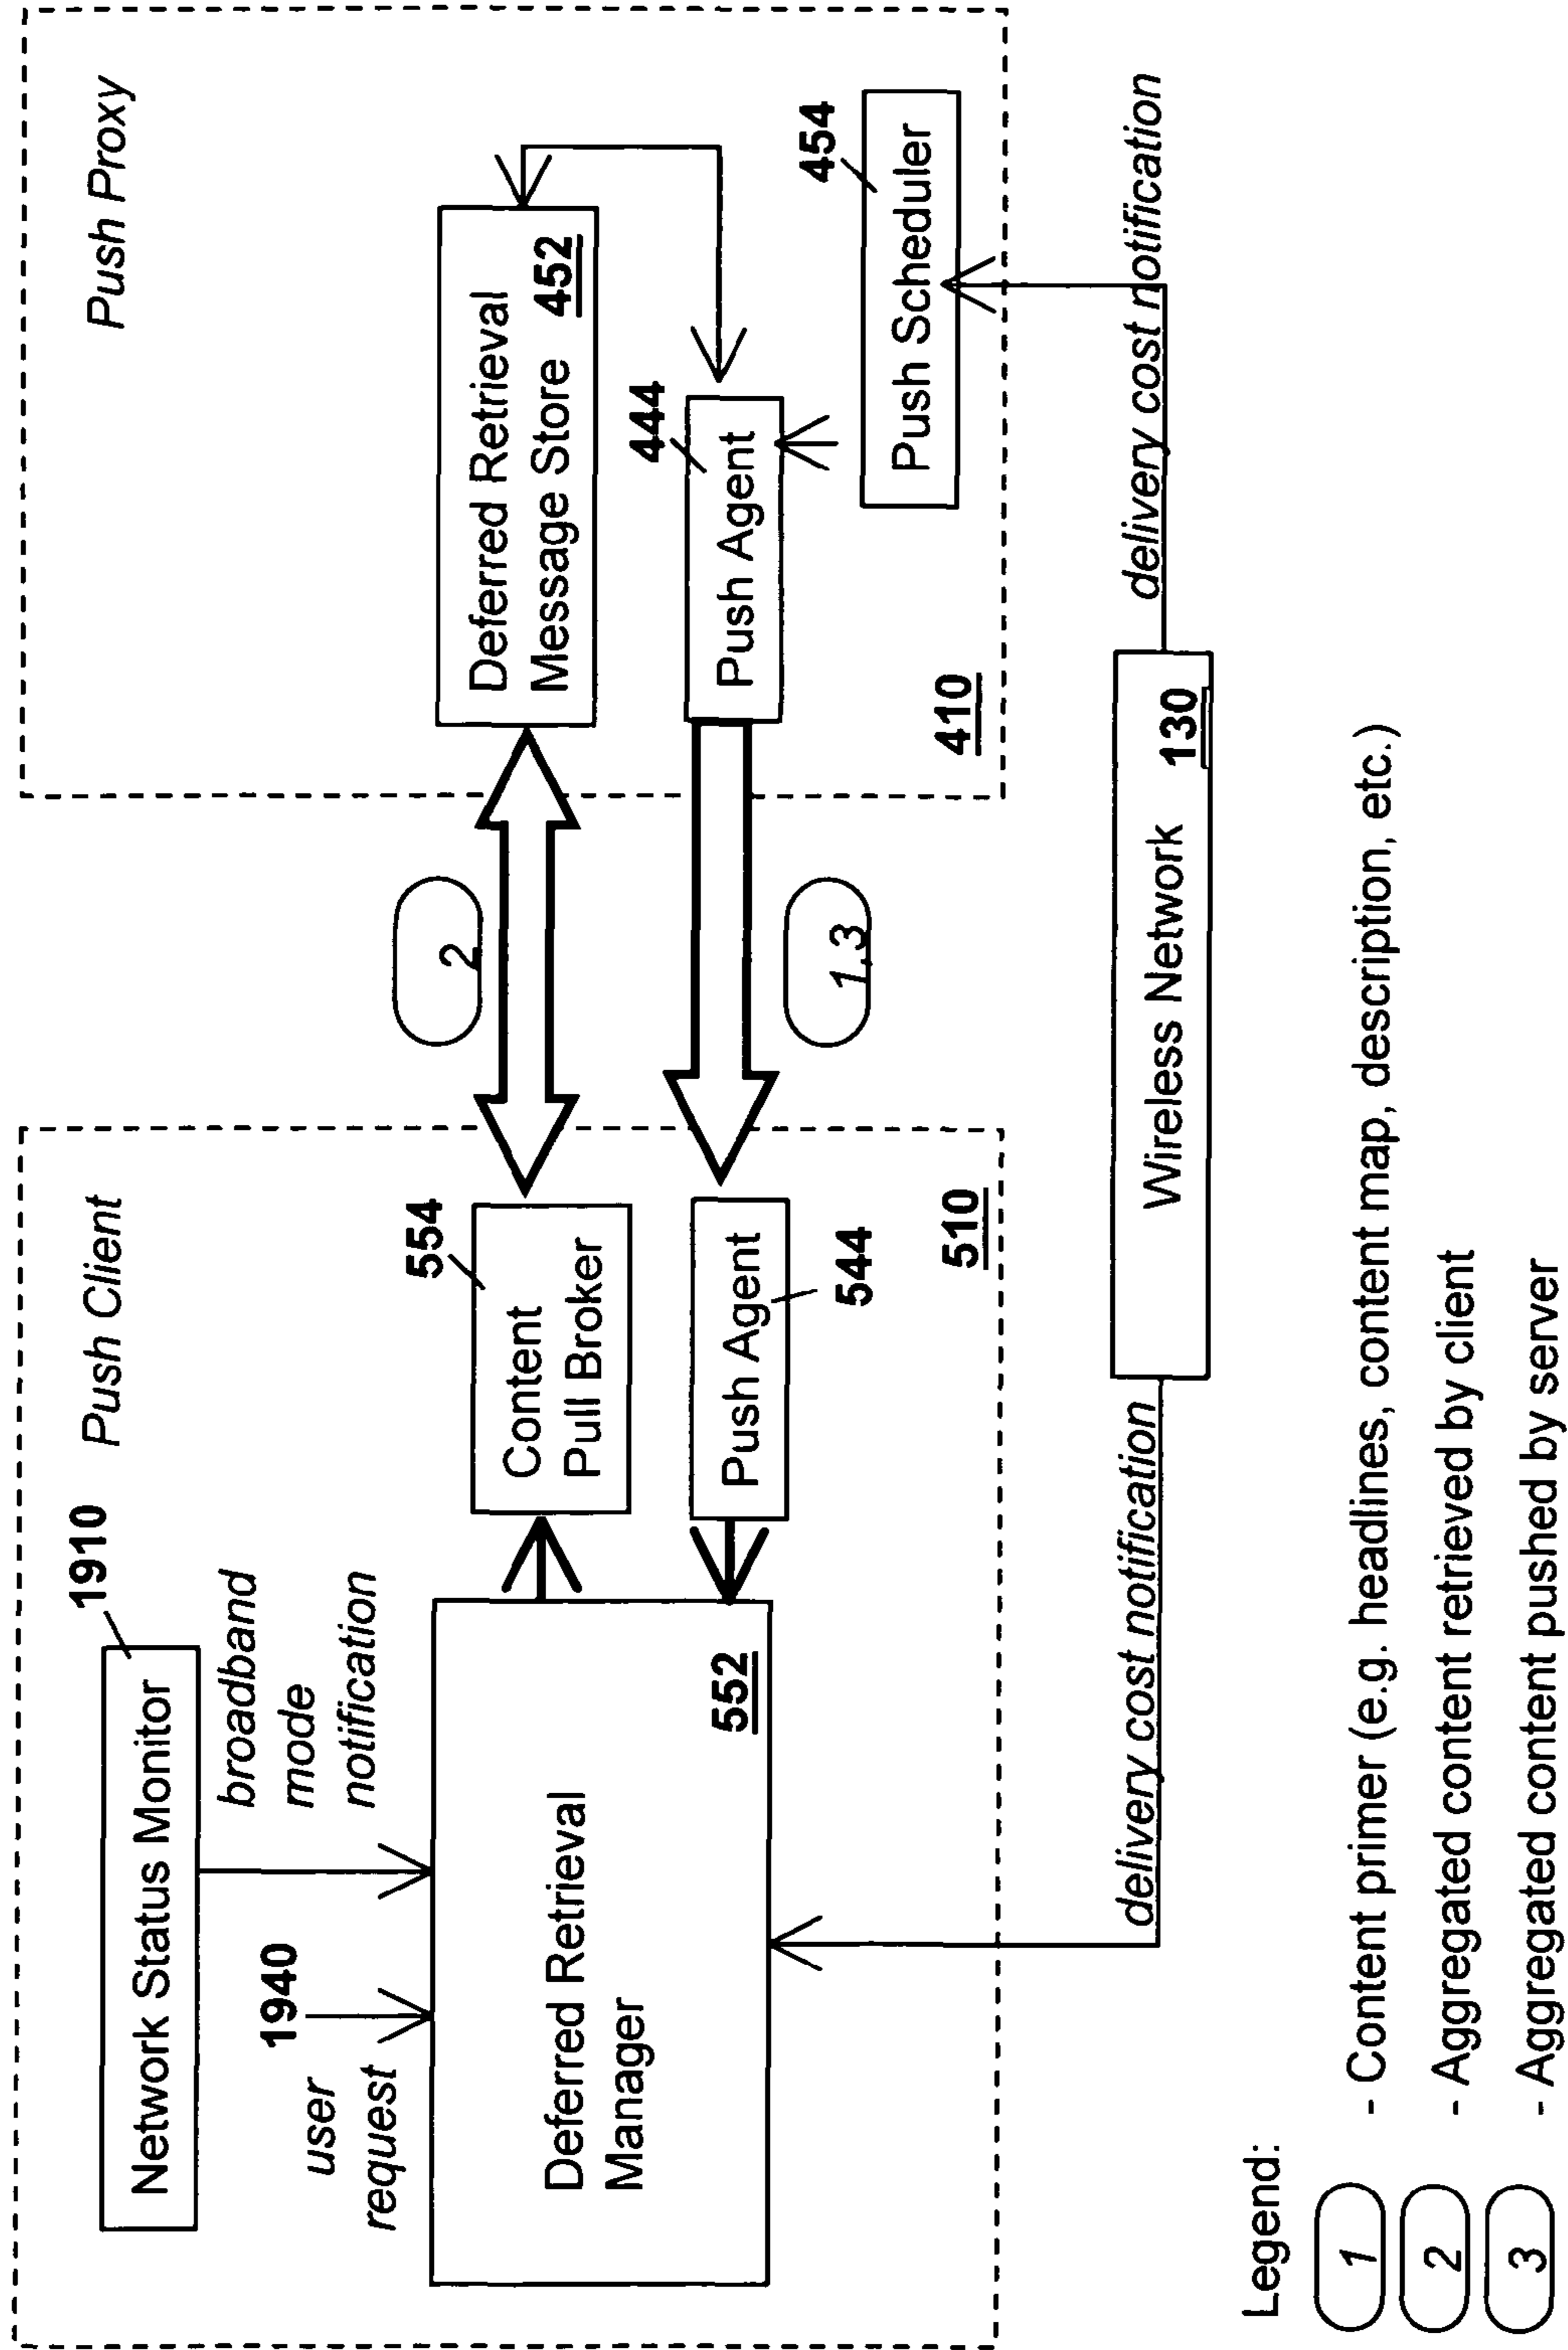 Push Client
Push Proxy
1910
Network Status Monitor
broadband
mode
notification
1940
user
request
Deferred Retrieval
Manager
552
554
Content
Pull Broker
Push Agent
544
510
2
1.3
Deferred Retrieval
Message Store 452
444
Push Agent
454
Push Scheduler
410
delivery cost notification
Wireless Network 130
delivery cost notification
Legend:
1 - Content primer (e.g. headlines, content map, description, etc.)
2 - Aggregated content retrieved by client
3 - Aggregated content pushed by server